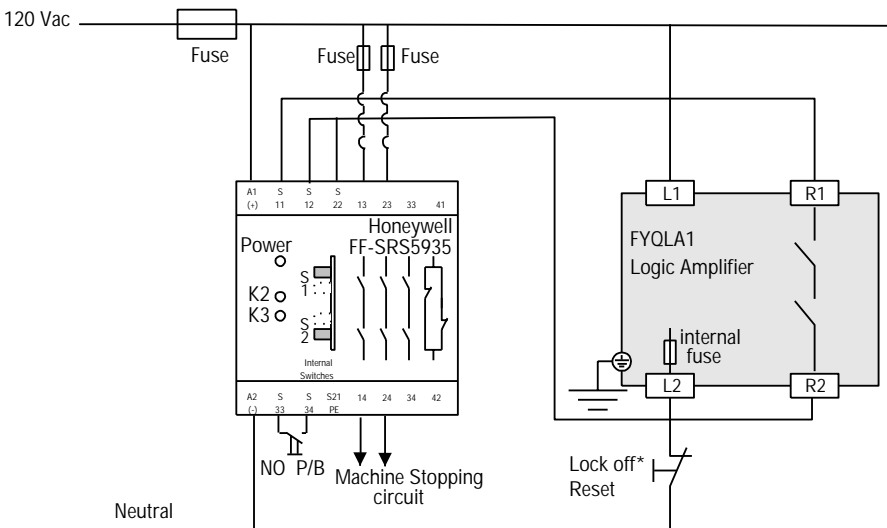 120 Vac
Fuse
Fuse Fuse
A1 S S S
(+) 11 12 22 13 23 33 41
Honeywell
FF-SRS5935
Power
S
1
K2
K3
S
2
Internal
Switches
A2 S S S21
(-) 33 34 PE 14 24 34 42
NO P/B
Machine Stopping
circuit
Neutral
L1 R1
FYQLA1
Logic Amplifier
internal
fuse
L2 R2
Lock off*
Reset